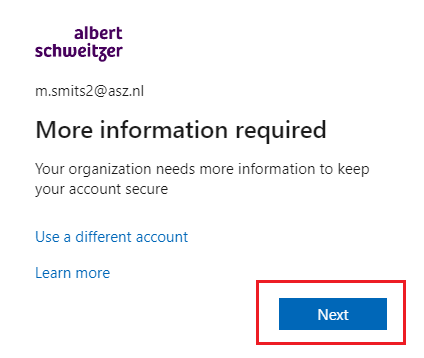 albert
schweitzer
m.smits2@asz.nl
More information required
Your organization needs more information to keep
your account secure
Use a different account
Learn more
Next